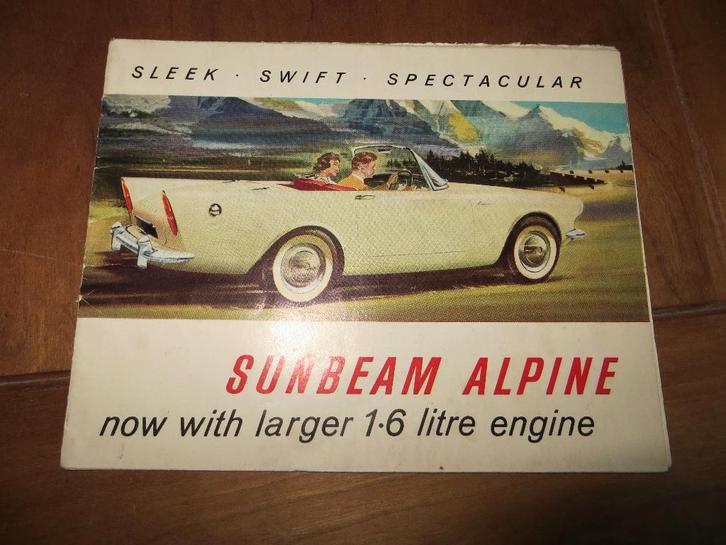 SLEEK · SWIFT · SPECTACULAR
SUNBEAM ALPINE
now with larger 1·6 litre engine